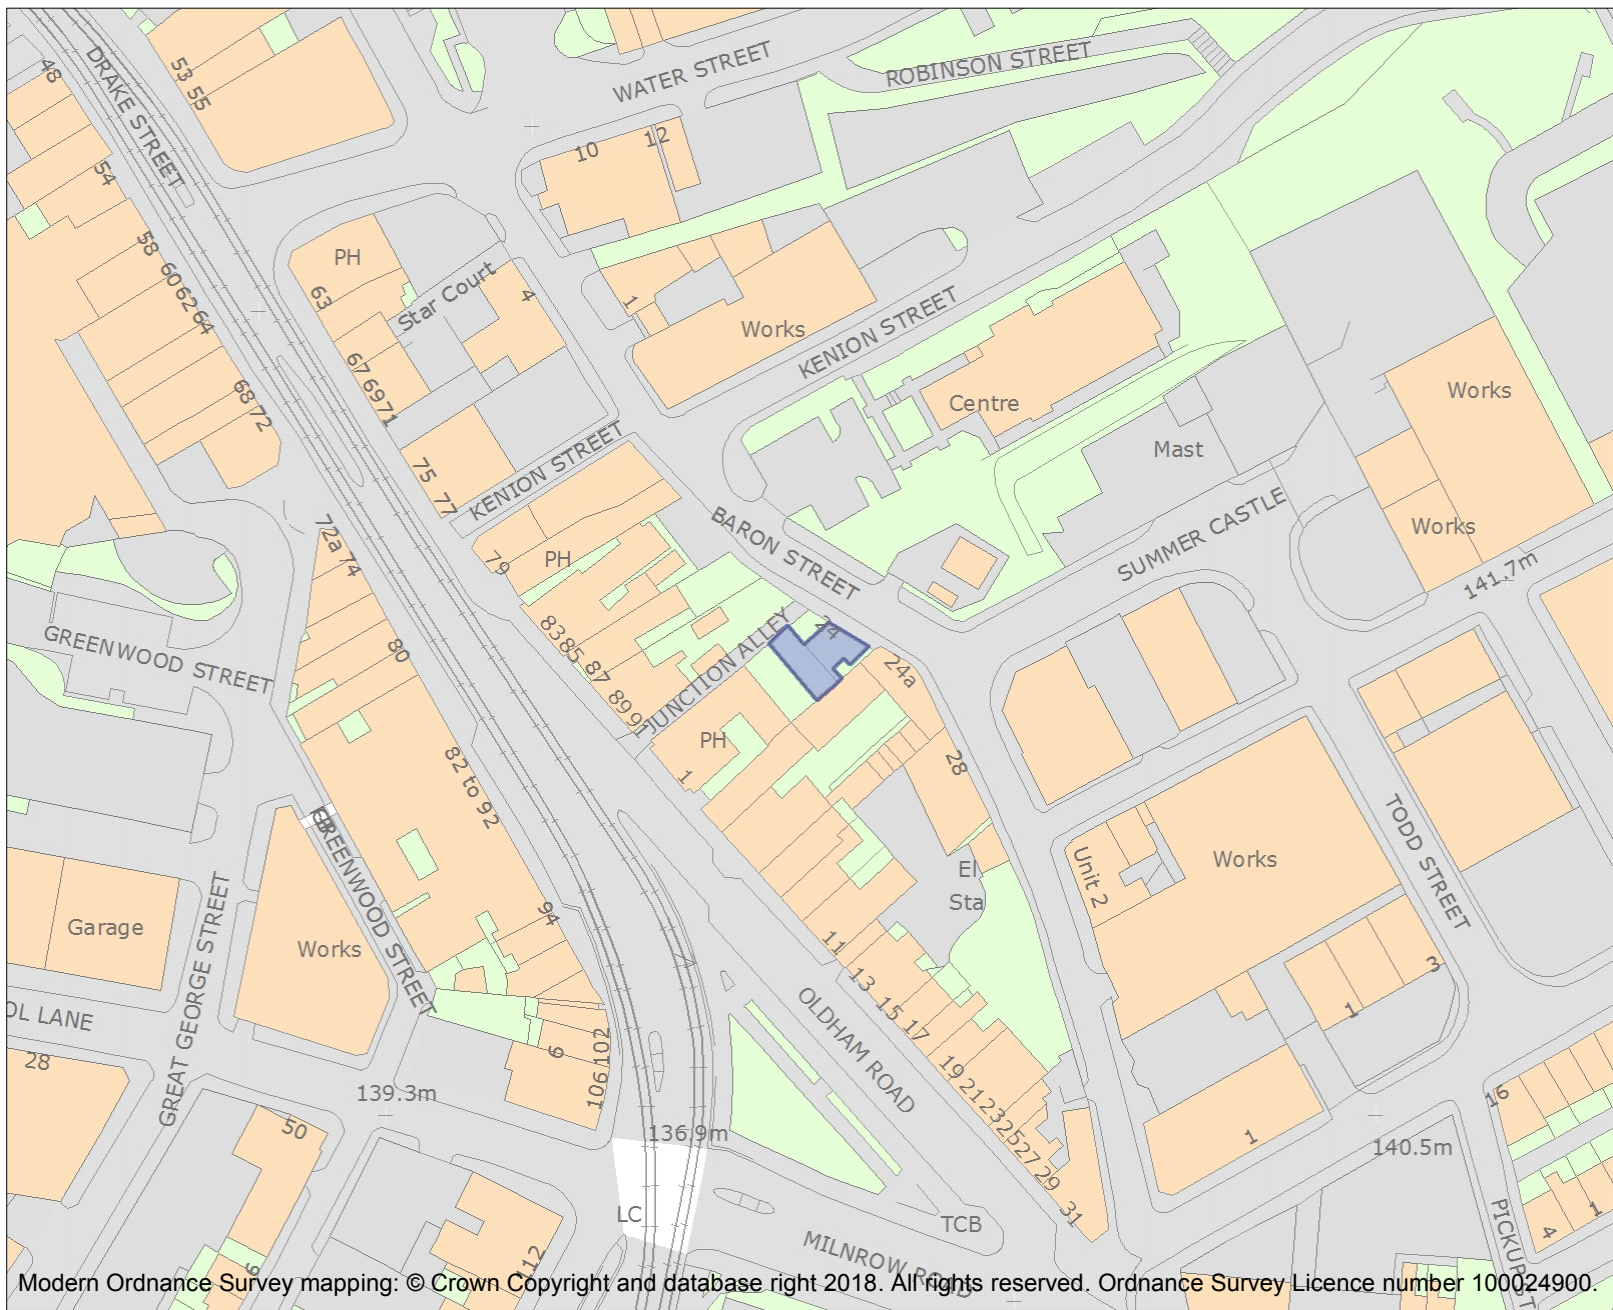 WATER STREET
ROBINSON STREET
DRAKE STREET
48
53
55
54
10
12
58
60
62
64
PH
63
Star Court
4
1
Works
KENION STREET
67
69
71
68
72
Centre
Works
Mast
75
77
KENION STREET
BARON STREET
SUMMER CASTLE
Works
141.7m
72a
74
79
PH
GREENWOOD STREET
80
83
85
87
89
91
JUNCTION ALLEY
24
24a
PH
1
28
82 to 92
TODD STREET
GREENWOOD STREET
Unit 2
Works
El
Sta
Garage
GREAT GEORGE STREET
Works
94
11
13
15
17
3
1
OL LANE
28
OLDHAM ROAD
6
102
106
19
21
23
25
27
29
31
139.3m
50
136.9m
16
1
140.5m
LC
TCB
MILNROW ROAD
PICKUP ST
4
1
112
6
Modern Ordnance Survey mapping: © Crown Copyright and database right 2018. All rights reserved. Ordnance Survey Licence number 100024900.